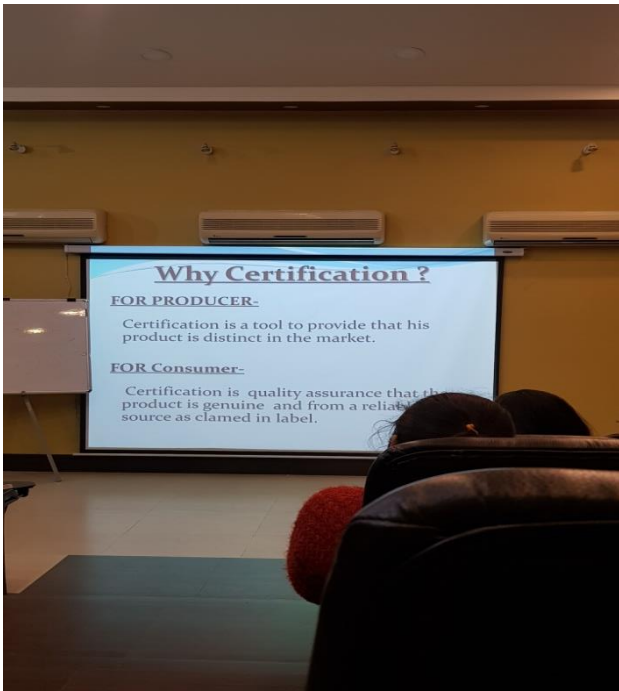 Why Certification ?
FOR PRODUCER-
Certification is a tool to provide that his
product is distinct in the market.
FOR Consumer-
Certification is quality assurance that
product is genuine and from a
source as clamed in label.